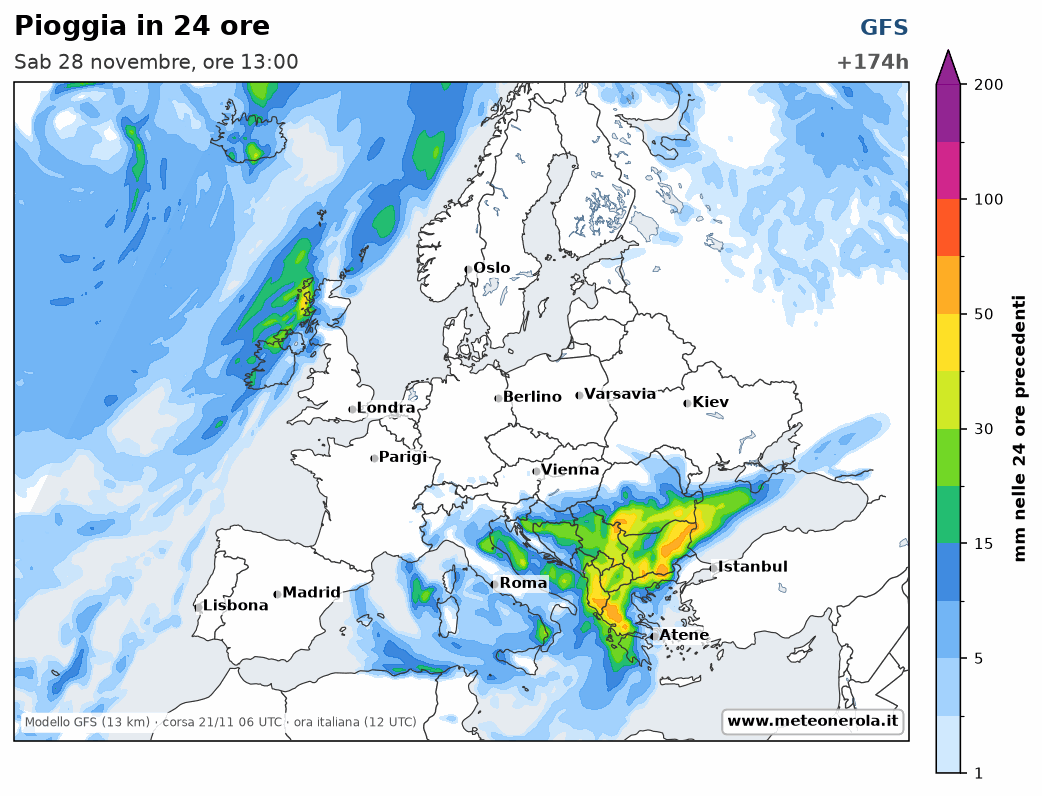 Pioggia in 24 ore
GFS
Sab 28 novembre, ore 13:00
+174h
200
100
50
30
15
5
1
mm nelle 24 ore precedenti
Oslo
Londra
Berlino
Varsavia
Kiev
Parigi
Vienna
Istanbul
Roma
Madrid
Lisbona
Atene
Modello GFS (13 km) · corsa 21/11 06 UTC · ora italiana (12 UTC)
www.meteonerola.it